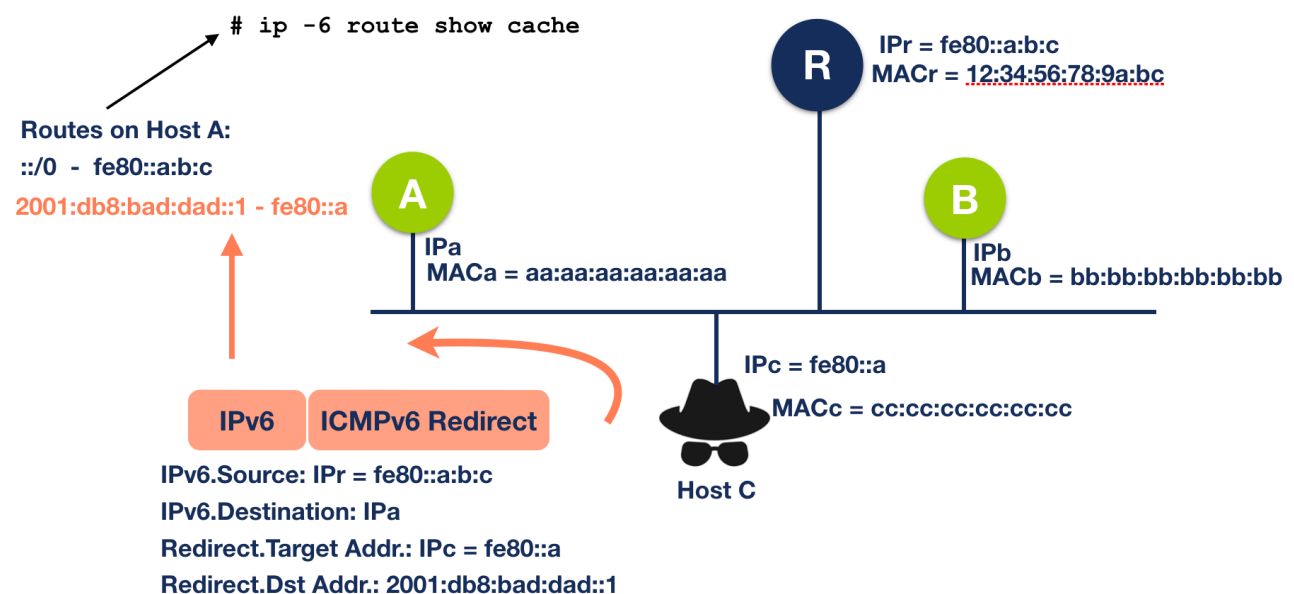 # ip -6 route show cache
Routes on Host A:
::/0 - fe80::a:b:c
2001:db8:bad:dad::1 - fe80::a
R
IPr = fe80::a:b:c
MACr = 12:34:56:78:9a:bc
A
IPa
MACa = aa:aa:aa:aa:aa:aa
B
IPb
MACb = bb:bb:bb:bb:bb:bb
IPc = fe80::a
MACc = cc:cc:cc:cc:cc:cc
Host C
IPv6
ICMPv6 Redirect
IPv6.Source: IPr = fe80::a:b:c
IPv6.Destination: IPa
Redirect.Target Addr.: IPc = fe80::a
Redirect.Dst Addr.: 2001:db8:bad:dad::1